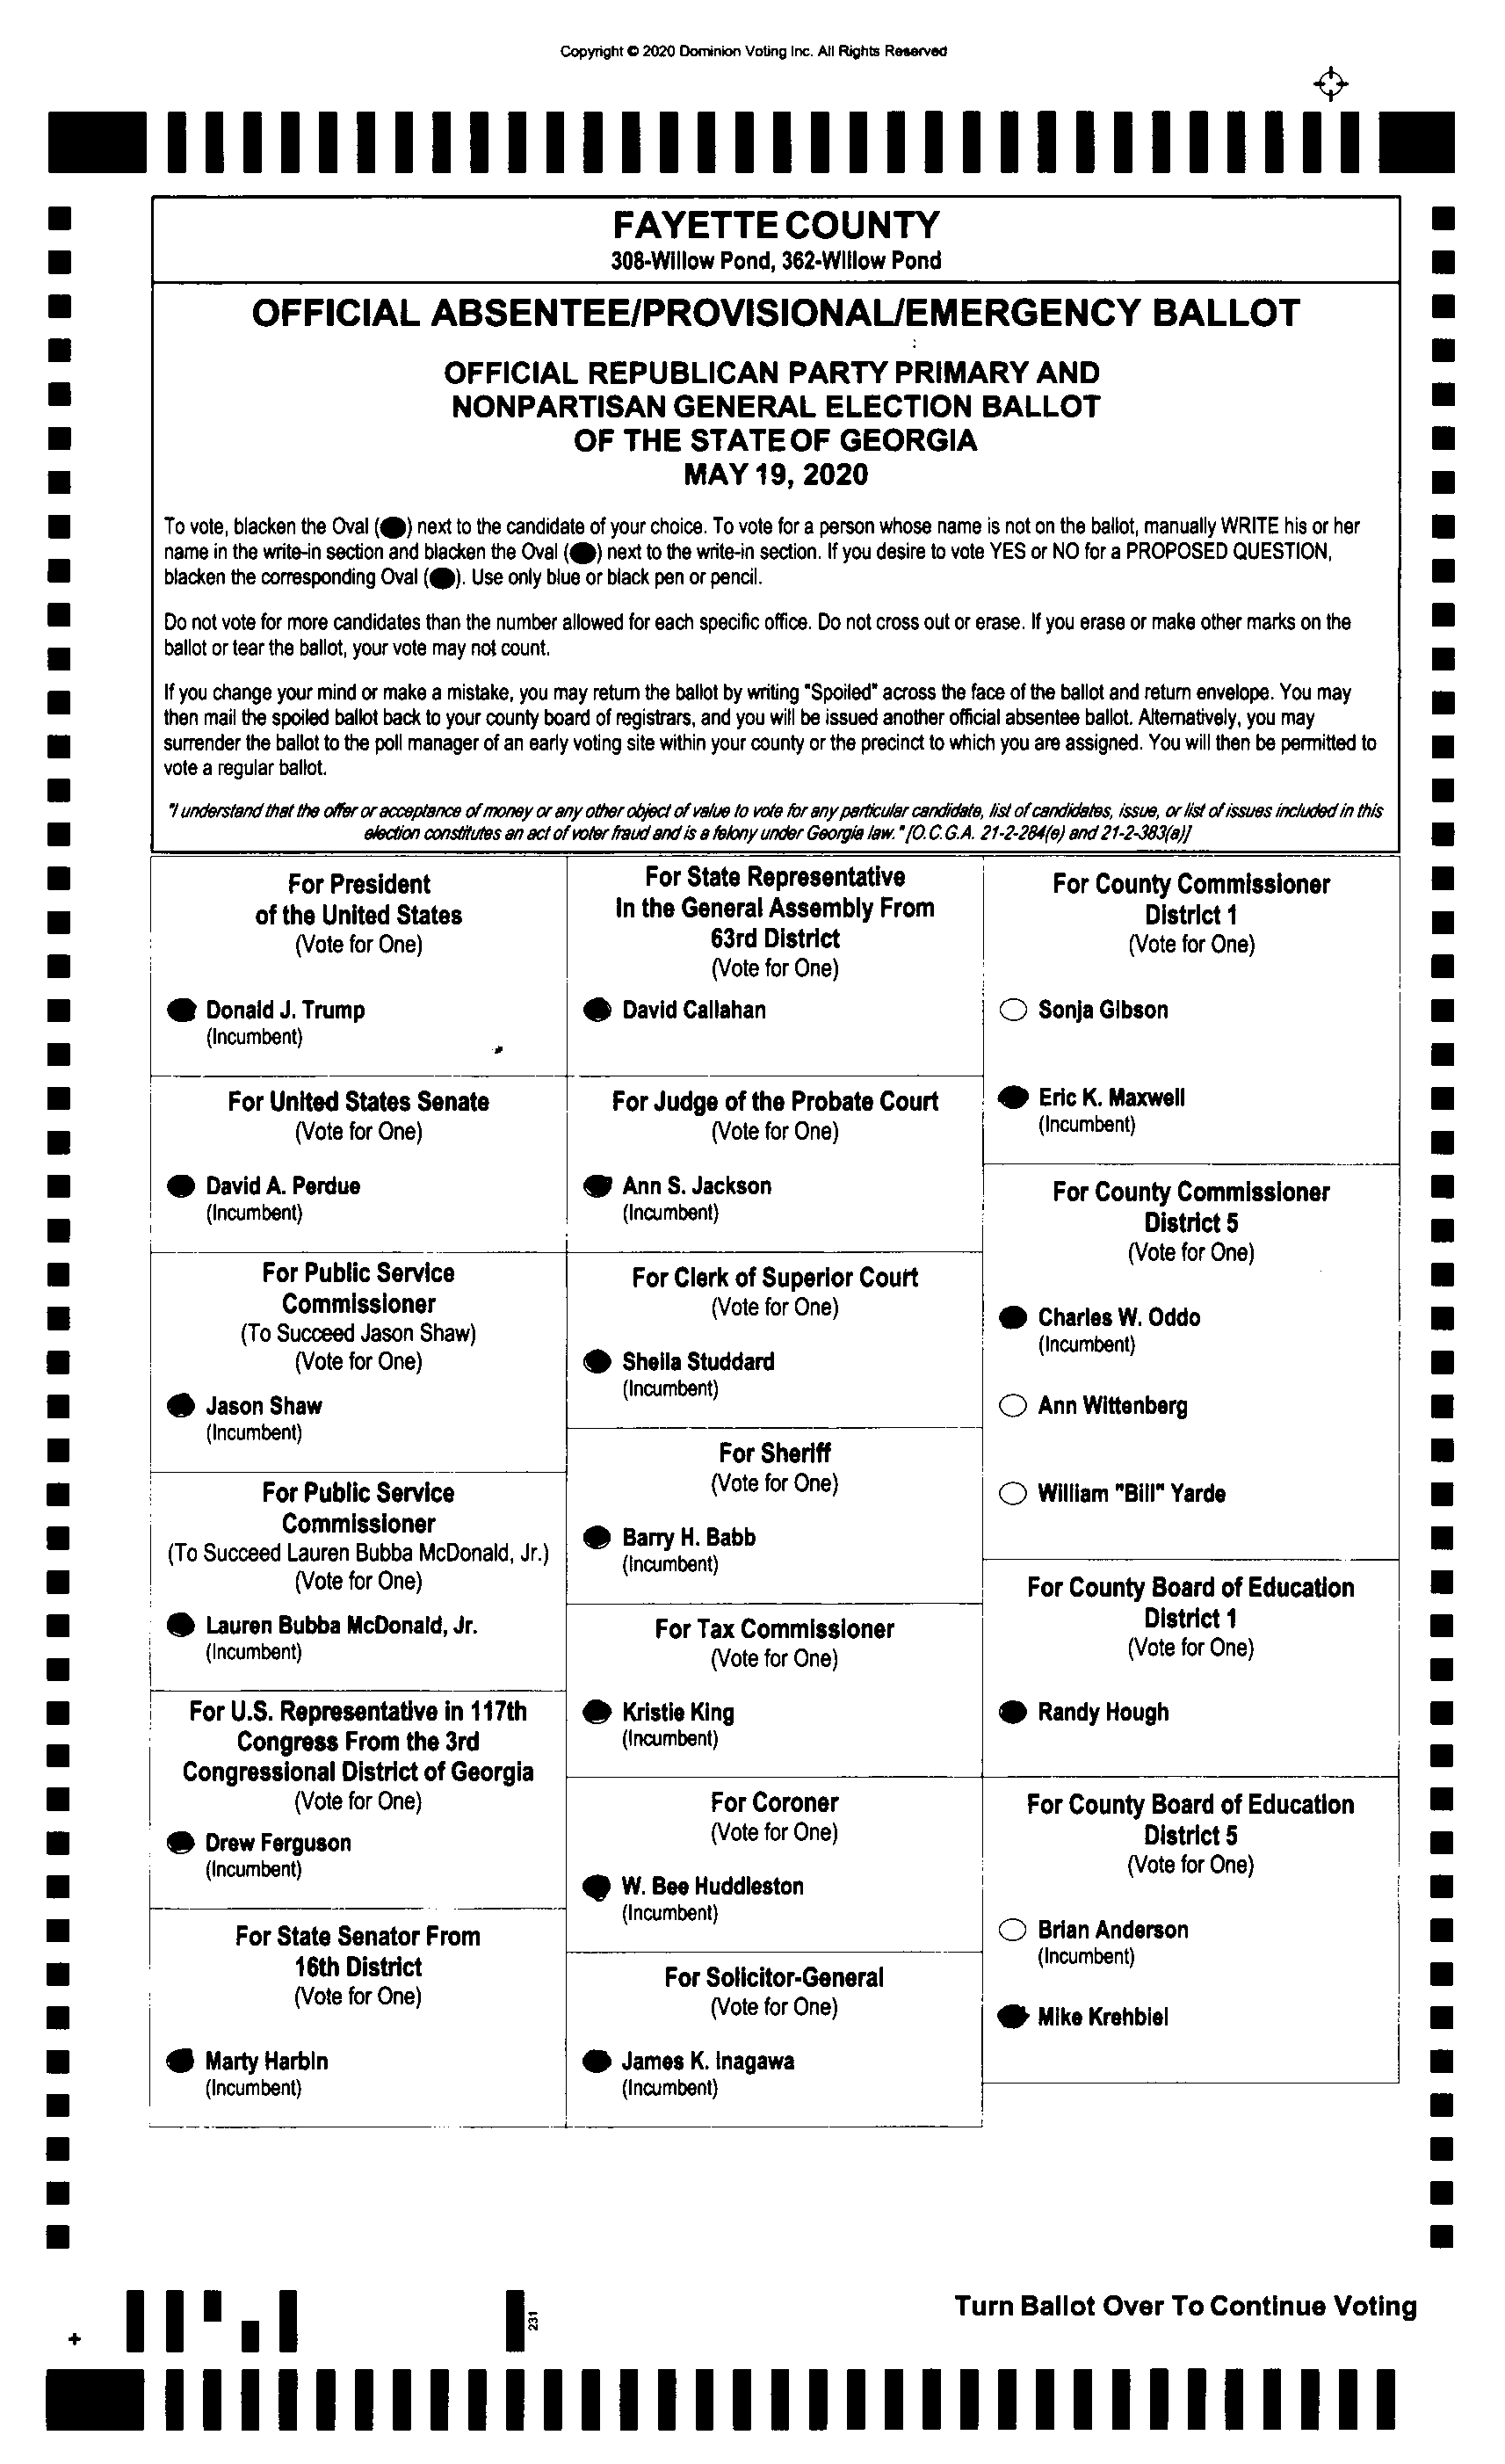 Copyright © 2020 Dominion Voting Inc. All Rights Reserved
FAYETTE COUNTY
308-Willow Pond, 362-Willow Pond
OFFICIAL ABSENTEE/PROVISIONAL/EMERGENCY BALLOT
OFFICIAL REPUBLICAN PARTY PRIMARY AND
NONPARTISAN GENERAL ELECTION BALLOT
OF THE STATE OF GEORGIA
MAY 19, 2020
To vote, blacken the Oval (●) next to the candidate of your choice. To vote for a person whose name is not on the ballot, manually WRITE his or her
name in the write-in section and blacken the Oval (●) next to the write-in section. If you desire to vote YES or NO for a PROPOSED QUESTION,
blacken the corresponding Oval (●). Use only blue or black pen or pencil.
Do not vote for more candidates than the number allowed for each specific office. Do not cross out or erase. If you erase or make other marks on the
ballot or tear the ballot, your vote may not count.
If you change your mind or make a mistake, you may return the ballot by writing "Spoiled" across the face of the ballot and return envelope. You may
then mail the spoiled ballot back to your county board of registrars, and you will be issued another official absentee ballot. Alternatively, you may
surrender the ballot to the poll manager of an early voting site within your county or the precinct to which you are assigned. You will then be permitted to
vote a regular ballot.
"I understand that the offer or acceptance of money or any other object of value to vote for any particular candidate, list of candidates, issue, or list of issues included in this
election constitutes an act of voter fraud and is a felony under Georgia law." [O.C.G.A. 21-2-284(e) and 21-2-383(a)]
For President
of the United States
(Vote for One)
Donald J. Trump
(Incumbent)
For United States Senate
(Vote for One)
David A. Perdue
(Incumbent)
For Public Service
Commissioner
(To Succeed Jason Shaw)
(Vote for One)
Jason Shaw
(Incumbent)
For Public Service
Commissioner
(To Succeed Lauren Bubba McDonald, Jr.)
(Vote for One)
Lauren Bubba McDonald, Jr.
(Incumbent)
For U.S. Representative in 117th
Congress From the 3rd
Congressional District of Georgia
(Vote for One)
Drew Ferguson
(Incumbent)
For State Senator From
16th District
(Vote for One)
Marty Harbin
(Incumbent)
For State Representative
In the General Assembly From
63rd District
(Vote for One)
David Callahan
For Judge of the Probate Court
(Vote for One)
Ann S. Jackson
(Incumbent)
For Clerk of Superior Court
(Vote for One)
Sheila Studdard
(Incumbent)
For Sheriff
(Vote for One)
Barry H. Babb
(Incumbent)
For Tax Commissioner
(Vote for One)
Kristie King
(Incumbent)
For Coroner
(Vote for One)
W. Bee Huddleston
(Incumbent)
For Solicitor-General
(Vote for One)
James K. Inagawa
(Incumbent)
For County Commissioner
District 1
(Vote for One)
Sonja Gibson
Eric K. Maxwell
(Incumbent)
For County Commissioner
District 5
(Vote for One)
Charles W. Oddo
(Incumbent)
Ann Wittenberg
William "Bill" Yarde
For County Board of Education
District 1
(Vote for One)
Randy Hough
For County Board of Education
District 5
(Vote for One)
Brian Anderson
(Incumbent)
Mike Krehbiel
Turn Ballot Over To Continue Voting
231
+